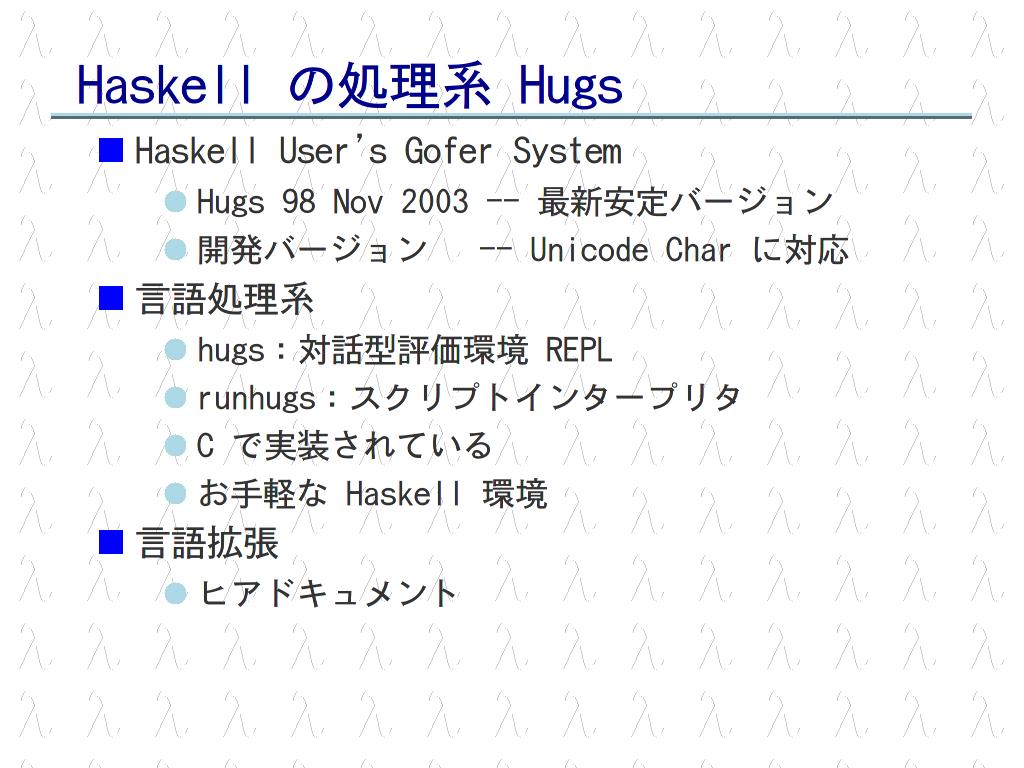 Haskell の処理系 Hugs
Haskell User's Gofer System
Hugs 98 Nov 2003 -- 最新安定バージョン
開発バージョン -- Unicode Char に対応
言語処理系
hugs：対話型評価環境 REPL
runhugs：スクリプトインタープリタ
C で実装されている
お手軽な Haskell 環境
言語拡張
ヒアドキュメント